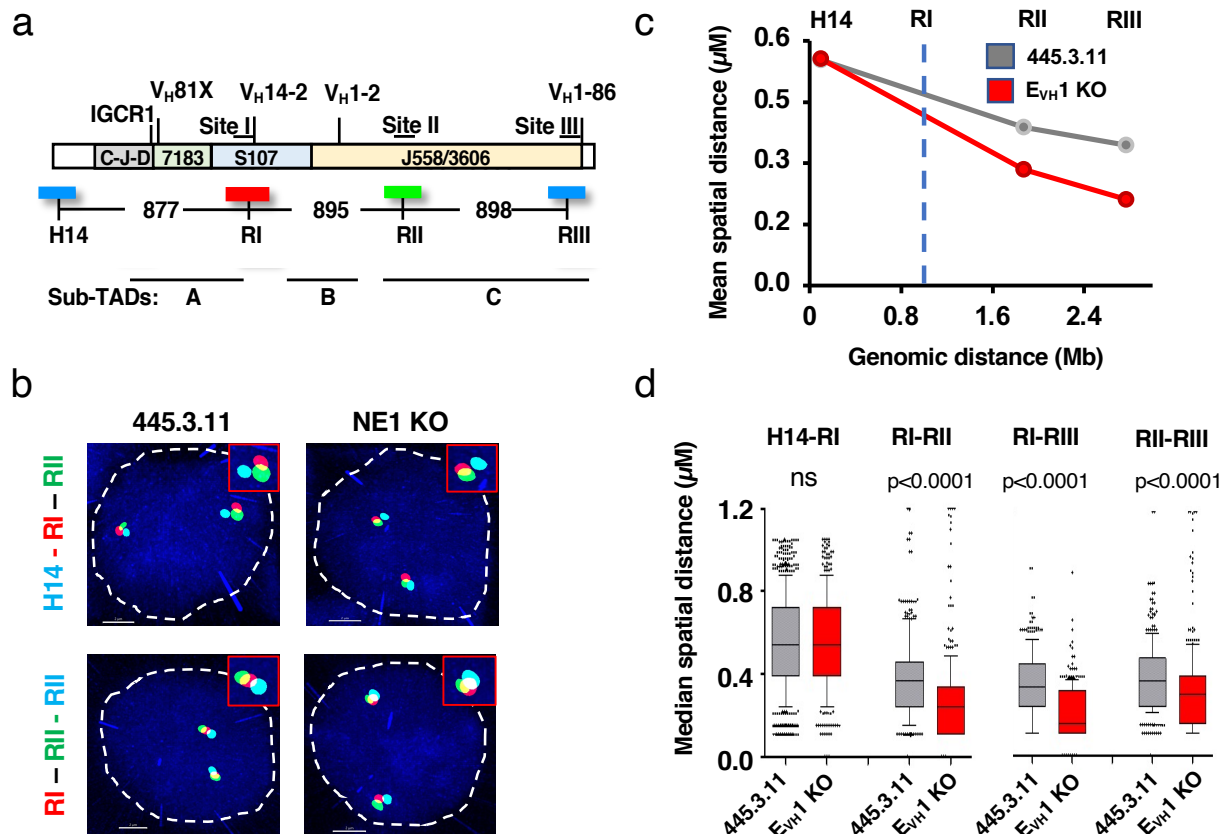 a
IGCR1
VH81X VH14-2 VH1-2 VH1-86
Site I Site II Site III
C-J-D 7183 S107 J558/3606
877 895 898
H14 RI RII RIII
Sub-TADs: A B C
b
445.3.11 NE1 KO
H14 - RI – RII
RI – RII - RII
c
H14 RI RII RIII
445.3.11
EVH1 KO
Mean spatial distance (µM)
0.6
0.5
0.3
0.2
0.0
0 0.8 1.6 2.4
Genomic distance (Mb)
d
H14-RI RI-RII RI-RIII RII-RIII
ns p<0.0001 p<0.0001 p<0.0001
Median spatial distance (µM)
1.2
0.8
0.4
0.0
445.3.11 EVH1 KO 445.3.11 EVH1 KO 445.3.11 EVH1 KO 445.3.11 EVH1 KO